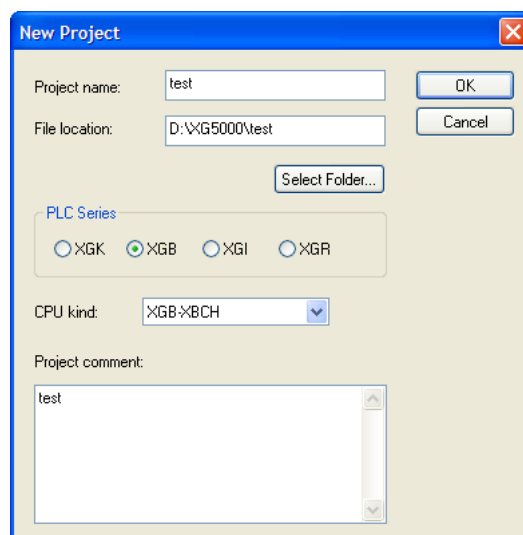 New Project
Project name:
test
OK
File location:
D:\XG5000\test
Cancel
Select Folder...
PLC Series
XGK XGB XGI XGR
CPU kind:
XGB-XBCH
Project comment:
test